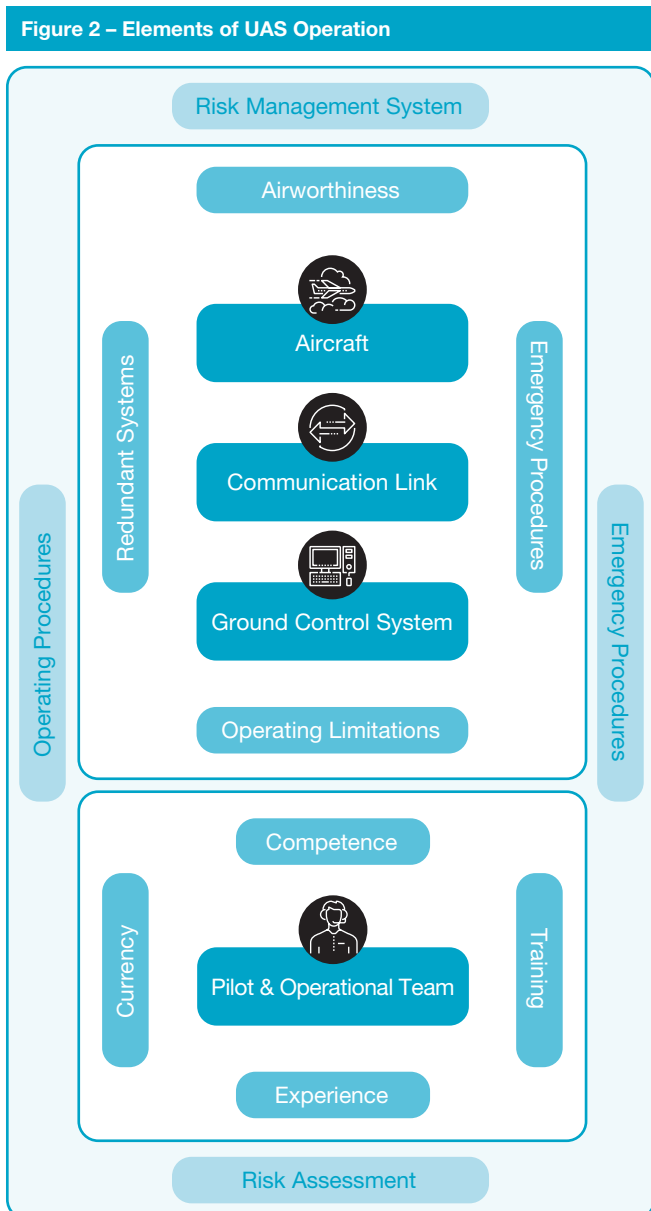 Figure 2 – Elements of UAS Operation
Risk Management System
Airworthiness
Aircraft
Redundant Systems
Emergency Procedures
Communication Link
Ground Control System
Operating Procedures
Emergency Procedures
Operating Limitations
Competence
Currency
Training
Pilot & Operational Team
Experience
Risk Assessment